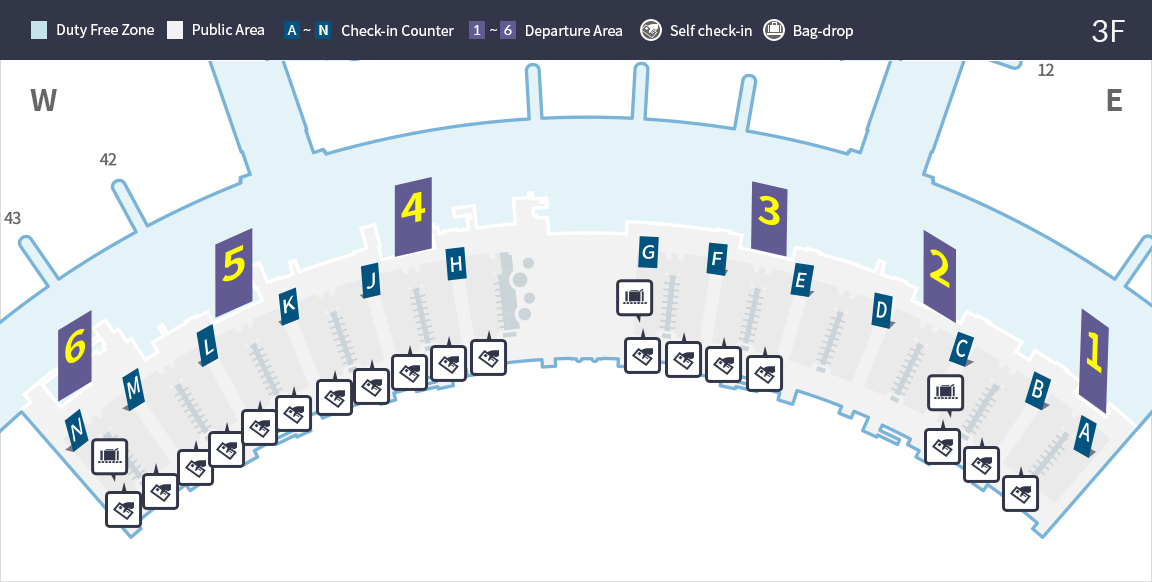 Duty Free Zone Public Area A ~ N Check-in Counter 1 ~ 6 Departure Area Self check-in Bag-drop 3F
12
W E
42
43
4 3
5 2
6 1
H G F
J E
K D
L C
M B
N A